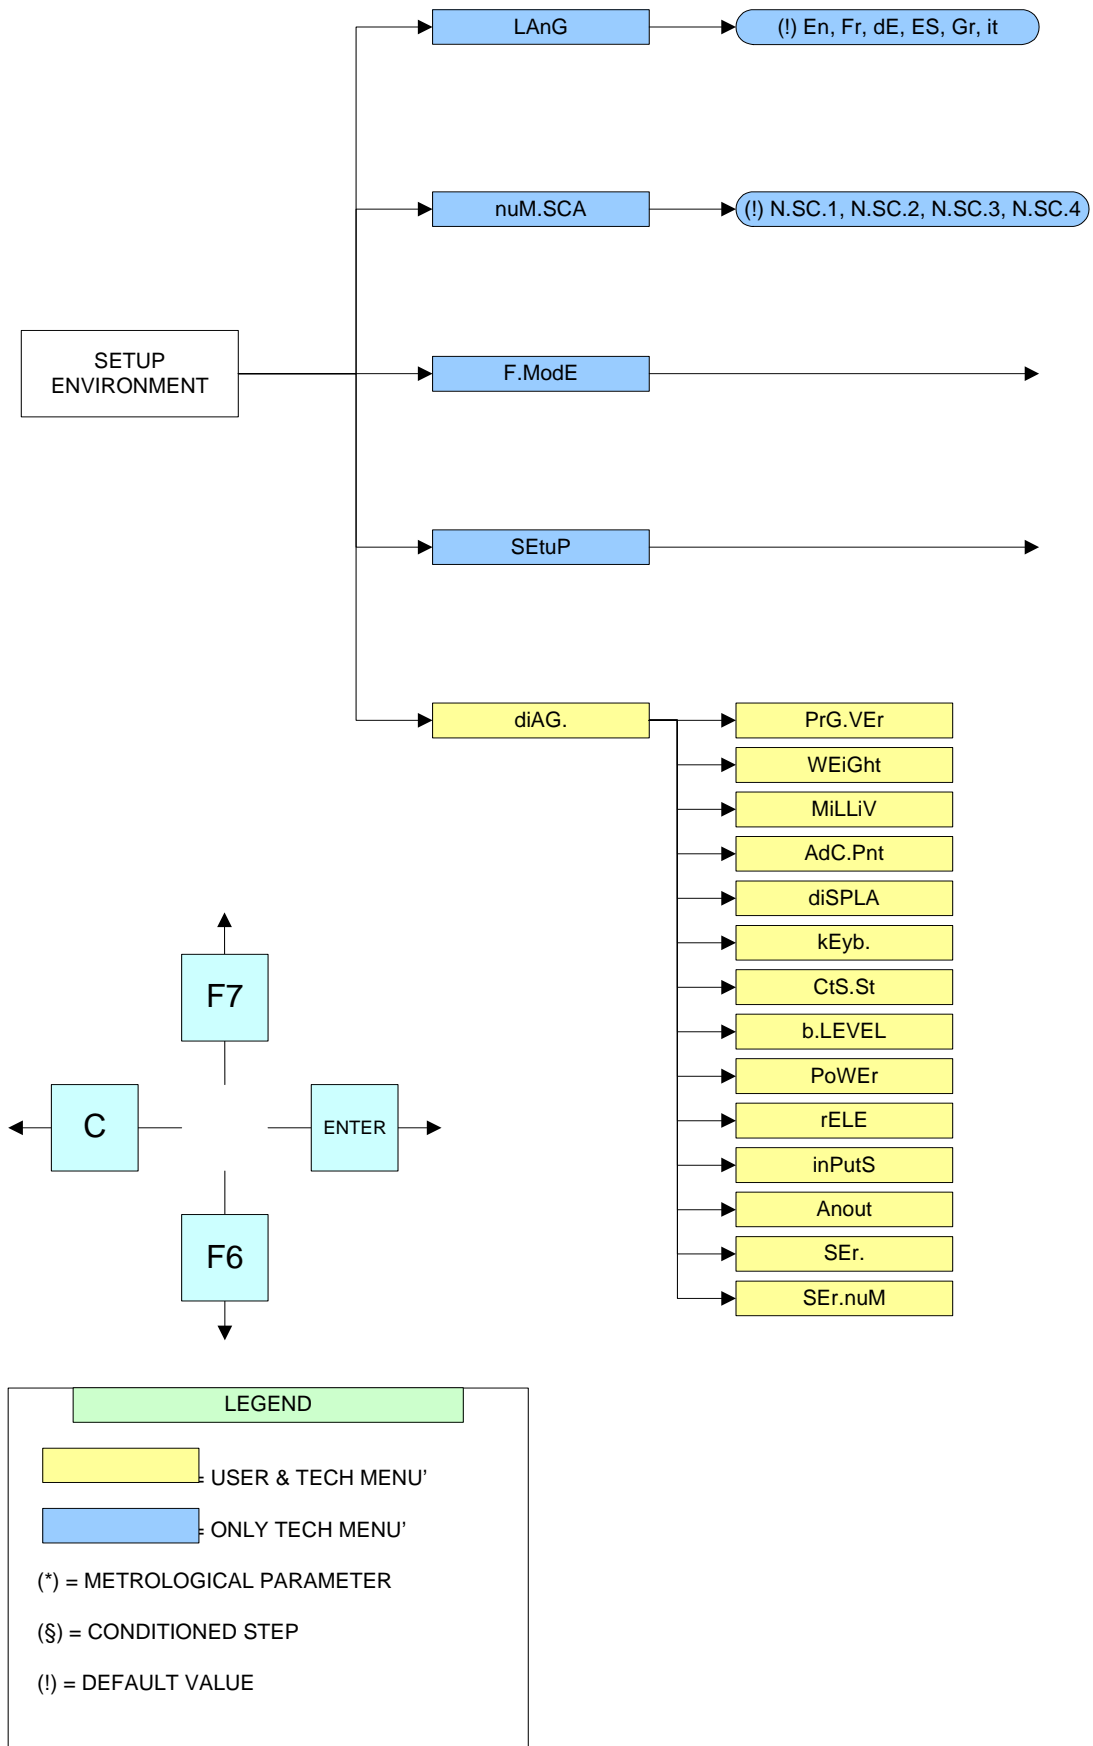 LAnG
(!) En, Fr, dE, ES, Gr, it
nuM.SCA
(!) N.SC.1, N.SC.2, N.SC.3, N.SC.4
SETUP
ENVIRONMENT
F.ModE
SEtuP
diAG.
PrG.VEr
WEiGht
MiLLiV
AdC.Pnt
diSPLA
kEyb.
CtS.St
b.LEVEL
PoWEr
rELE
inPutS
Anout
SEr.
SEr.nuM
F7
C
ENTER
F6
LEGEND
= USER & TECH MENU’
= ONLY TECH MENU’
(*) = METROLOGICAL PARAMETER
(§) = CONDITIONED STEP
(!) = DEFAULT VALUE